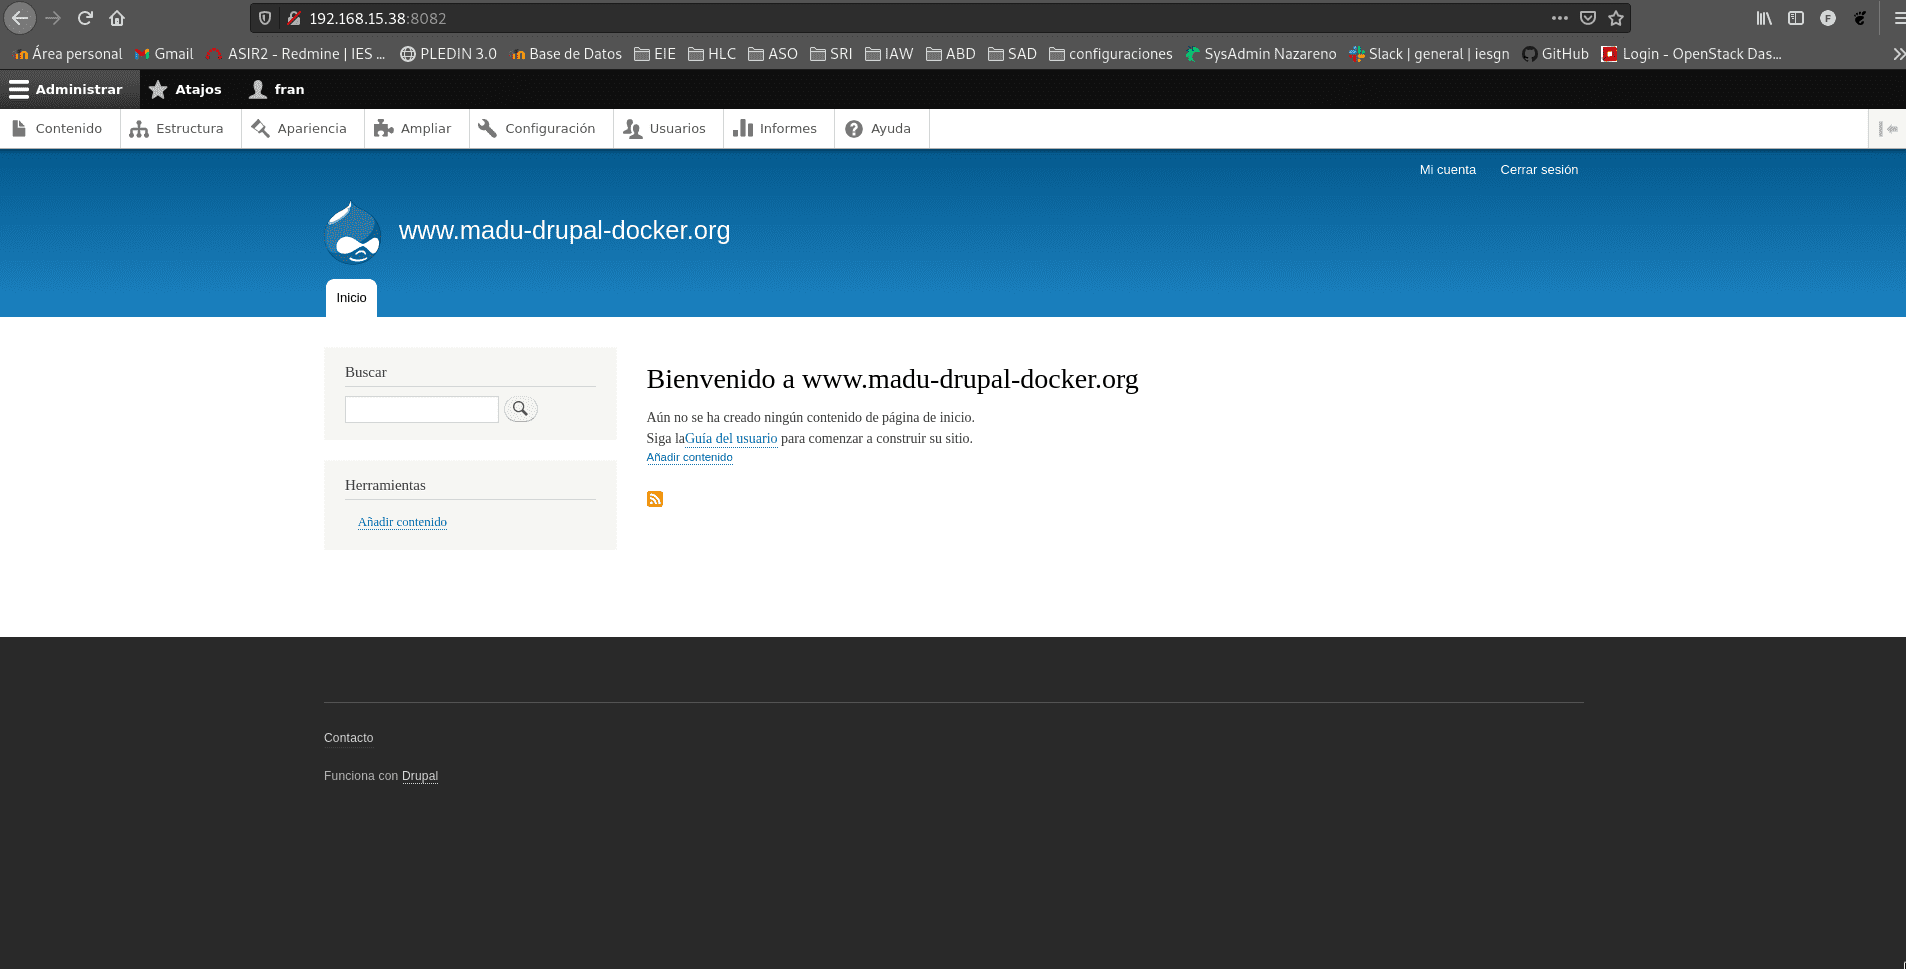 192.168.15.38:8082
Área personal Gmail ASIR2 - Redmine | IES ... PLEDIN 3.0 Base de Datos EIE HLC ASO SRI IAW ABD SAD configuraciones SysAdmin Nazareno Slack | general | iesgn GitHub Login - OpenStack Das...
Administrar Atajos fran
Contenido Estructura Apariencia Ampliar Configuración Usuarios Informes Ayuda
Mi cuenta Cerrar sesión
www.madu-drupal-docker.org
Inicio
Buscar
Bienvenido a www.madu-drupal-docker.org
Aún no se ha creado ningún contenido de página de inicio.
Siga laGuía del usuario para comenzar a construir su sitio.
Añadir contenido
Herramientas
Añadir contenido
Contacto
Funciona con Drupal